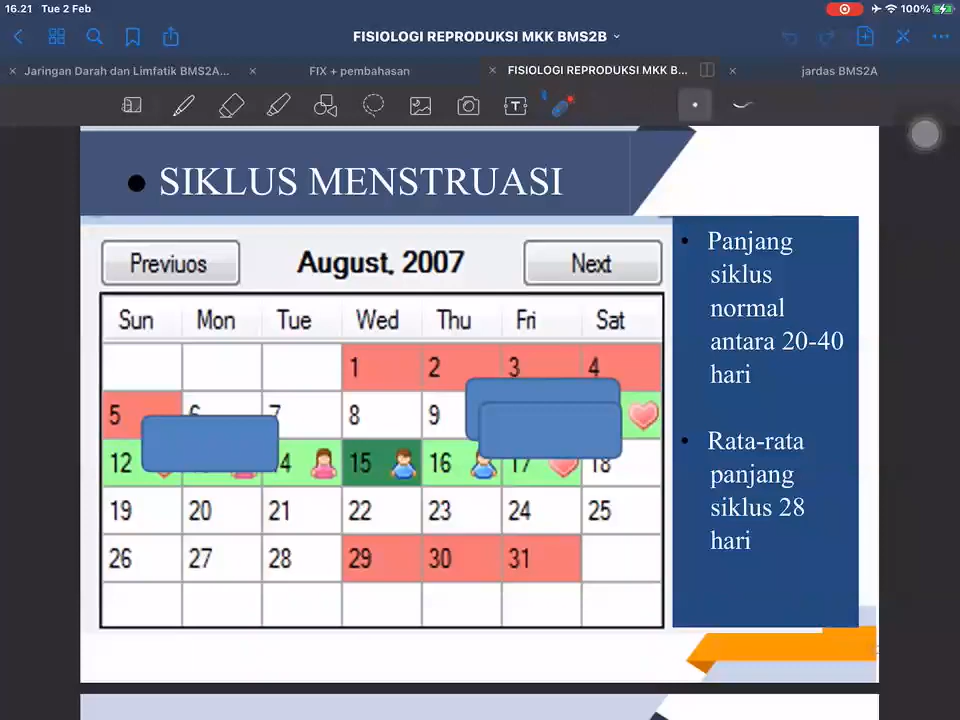 16.21 Tue 2 Feb
100%
FISIOLOGI REPRODUKSI MKK BMS2B
Jaringan Darah dan Limfatik BMS2A...
FIX + pembahasan
FISIOLOGI REPRODUKSI MKK B...
jardas BMS2A
T
• SIKLUS MENSTRUASI
Previuos
August, 2007
Next
Sun Mon Tue Wed Thu Fri Sat
1 2 3 4
5 6 7 8 9
12 14 15 16 17 18
19 20 21 22 23 24 25
26 27 28 29 30 31
• Panjang
siklus
normal
antara 20-40
hari
• Rata-rata
panjang
siklus 28
hari